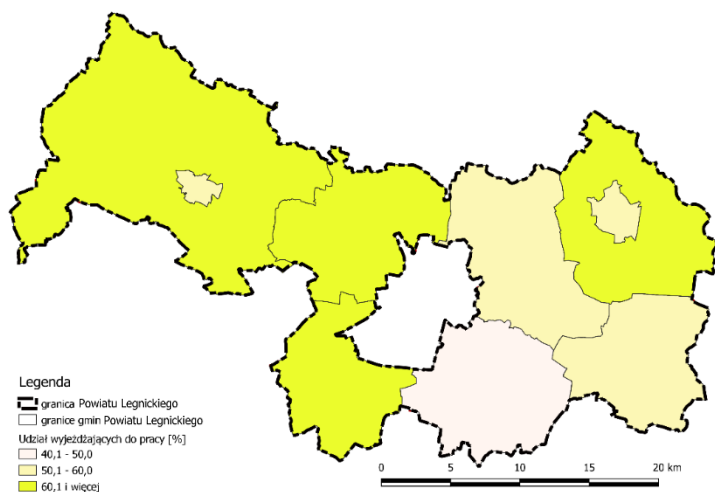 Legenda
granica Powiatu Legnickiego
granice gmin Powiatu Legnickiego
Udział wyjeżdżających do pracy [%]
40,1 - 50,0
50,1 - 60,0
60,1 i więcej
0 5 10 15 20 km